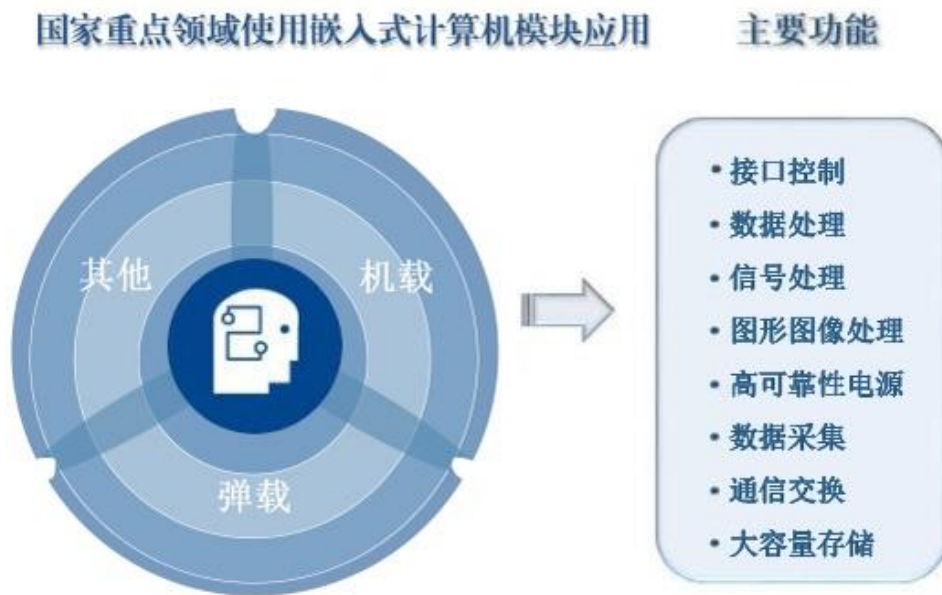 国家重点领域使用嵌入式计算机模块应用
主要功能
其他
机载
弹载
• 接口控制
• 数据处理
• 信号处理
• 图形图像处理
• 高可靠性电源
• 数据采集
• 通信交换
• 大容量存储